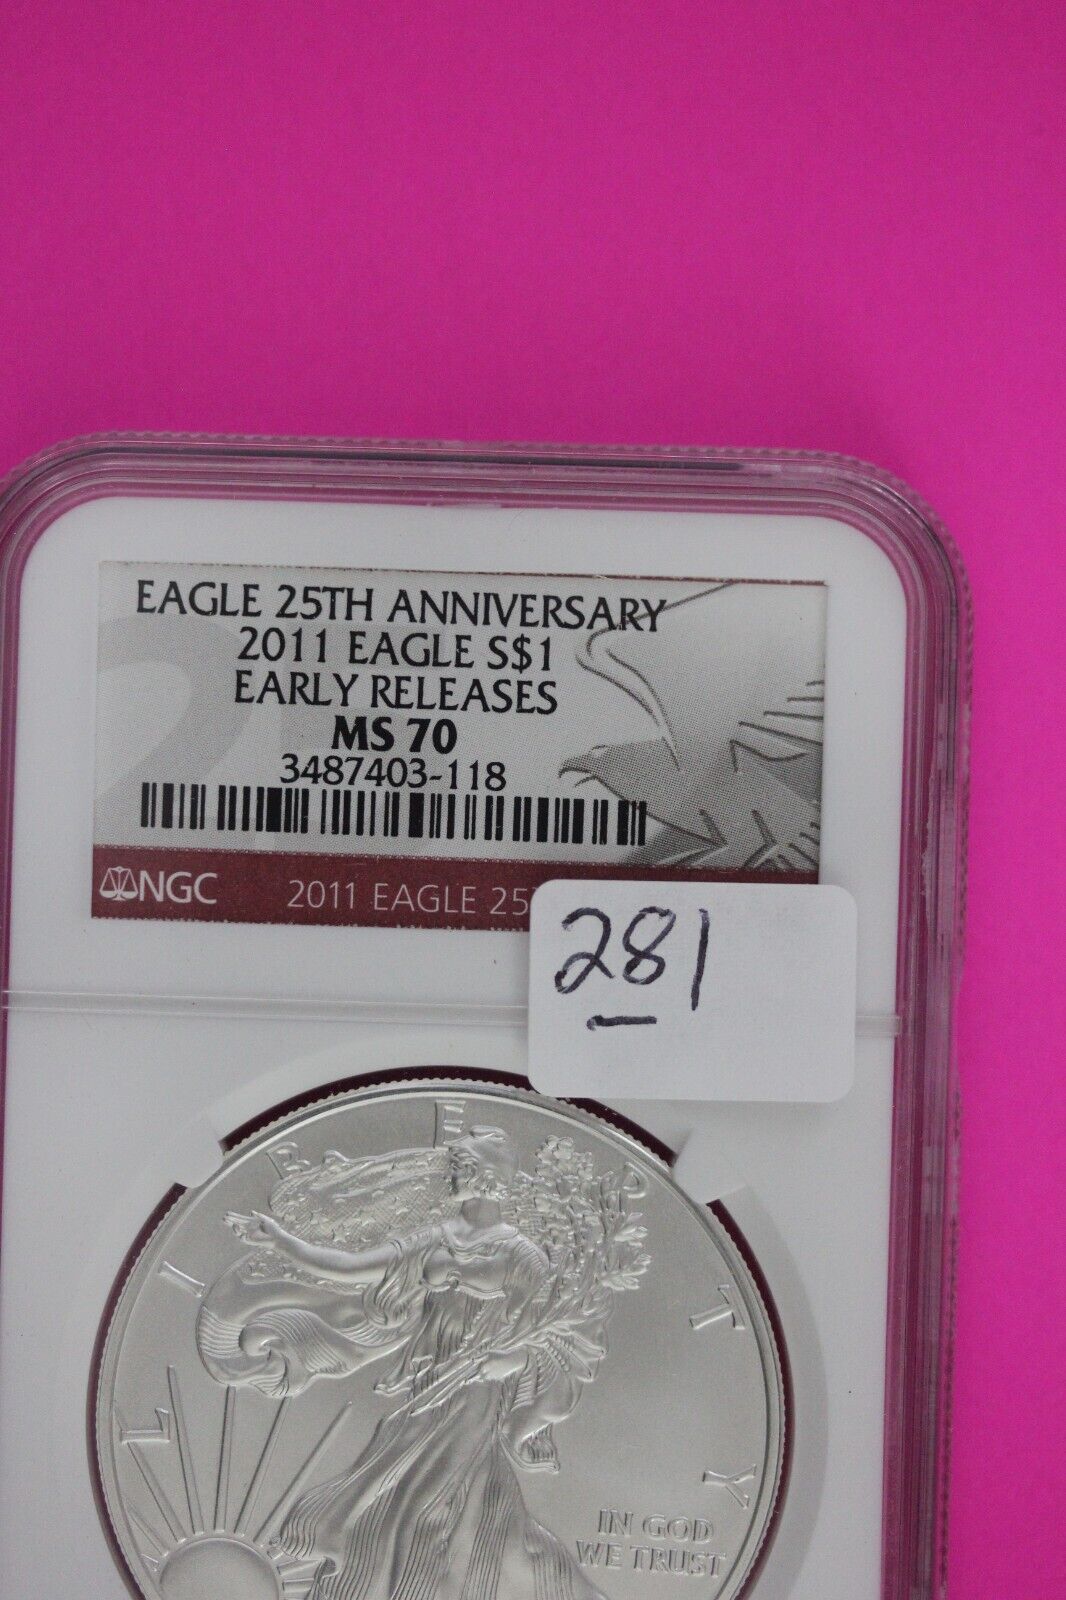 EAGLE 25TH ANNIVERSARY
2011 EAGLE S$1
EARLY RELEASES
MS 70
3487403-118
NGC 2011 EAGLE 25
281
LIBERTY
IN GOD
WE TRUST